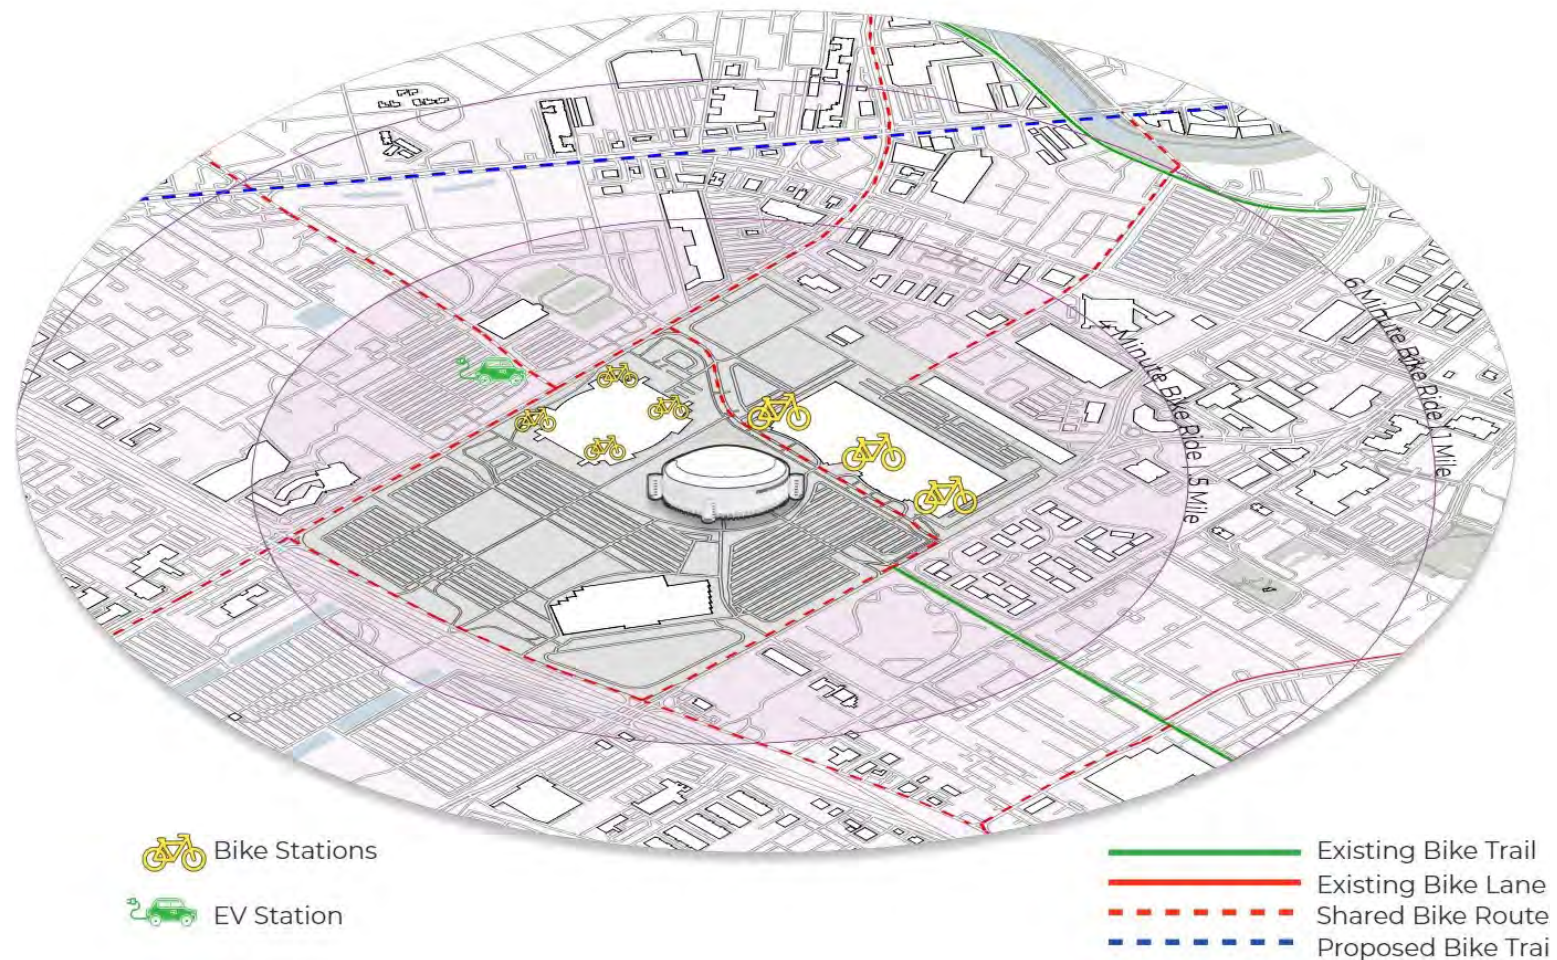 6 Minute Bike Ride | 1 Mile
4 Minute Bike Ride | .5 Mile
Bike Stations
EV Station
Existing Bike Trail
Existing Bike Lane
Shared Bike Route
Proposed Bike Trai